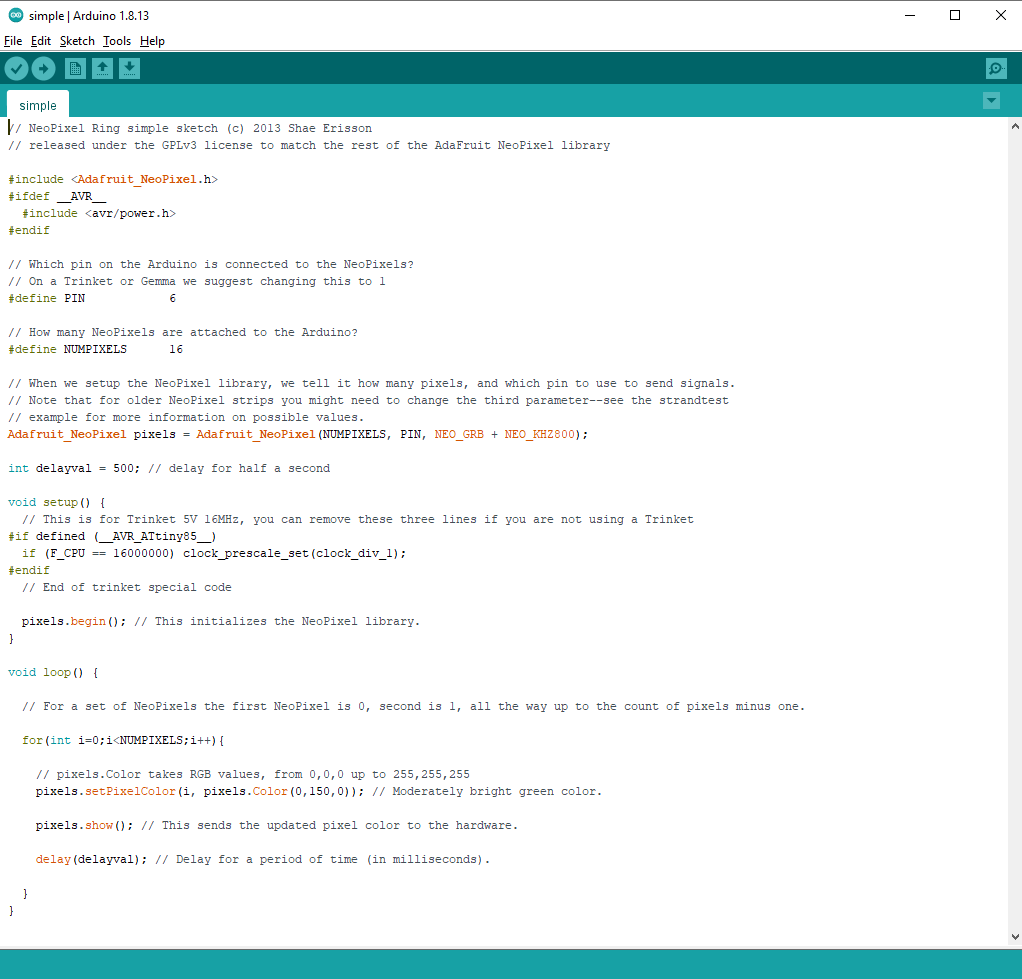 simple | Arduino 1.8.13
File Edit Sketch Tools Help
simple
// NeoPixel Ring simple sketch (c) 2013 Shae Erisson
// released under the GPLv3 license to match the rest of the AdaFruit NeoPixel library
#include <Adafruit_NeoPixel.h>
#ifdef __AVR__
  #include <avr/power.h>
#endif
// Which pin on the Arduino is connected to the NeoPixels?
// On a Trinket or Gemma we suggest changing this to 1
#define PIN            6
// How many NeoPixels are attached to the Arduino?
#define NUMPIXELS      16
// When we setup the NeoPixel library, we tell it how many pixels, and which pin to use to send signals.
// Note that for older NeoPixel strips you might need to change the third parameter--see the strandtest
// example for more information on possible values.
Adafruit_NeoPixel pixels = Adafruit_NeoPixel(NUMPIXELS, PIN, NEO_GRB + NEO_KHZ800);
int delayval = 500; // delay for half a second
void setup() {
  // This is for Trinket 5V 16MHz, you can remove these three lines if you are not using a Trinket
#if defined (__AVR_ATtiny85__)
  if (F_CPU == 16000000) clock_prescale_set(clock_div_1);
#endif
  // End of trinket special code
  pixels.begin(); // This initializes the NeoPixel library.
}
void loop() {
  // For a set of NeoPixels the first NeoPixel is 0, second is 1, all the way up to the count of pixels minus one.
  for(int i=0;i<NUMPIXELS;i++){
    // pixels.Color takes RGB values, from 0,0,0 up to 255,255,255
    pixels.setPixelColor(i, pixels.Color(0,150,0)); // Moderately bright green color.
    pixels.show(); // This sends the updated pixel color to the hardware.
    delay(delayval); // Delay for a period of time (in milliseconds).
  }
}